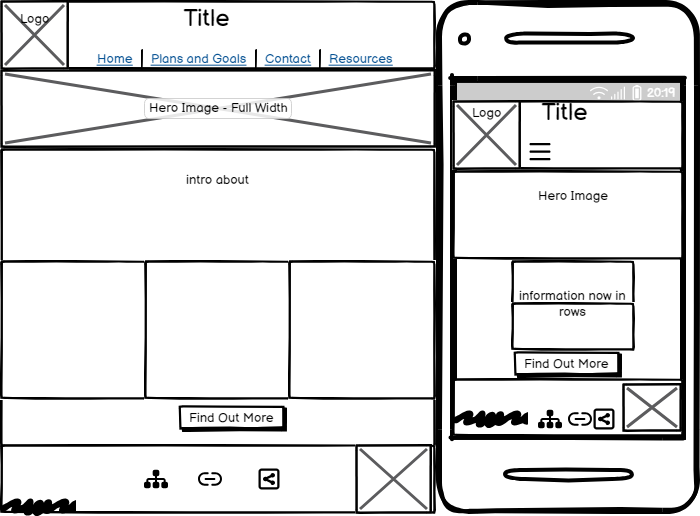 Logo
Title
Home
Plans and Goals
Contact
Resources
Hero Image - Full Width
intro about
Find Out More
20:19
Logo
Title
Hero Image
information now in
rows
Find Out More